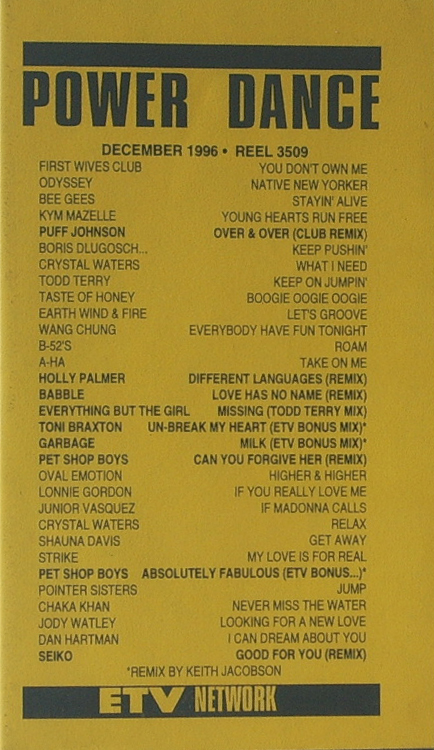 POWER DANCE
DECEMBER 1996 • REEL 3509
FIRST WIVES CLUB YOU DON'T OWN ME
ODYSSEY NATIVE NEW YORKER
BEE GEES STAYIN' ALIVE
KYM MAZELLE YOUNG HEARTS RUN FREE
PUFF JOHNSON OVER & OVER (CLUB REMIX)
BORIS DLUGOSCH... KEEP PUSHIN'
CRYSTAL WATERS WHAT I NEED
TODD TERRY KEEP ON JUMPIN'
TASTE OF HONEY BOOGIE OOGIE OOGIE
EARTH WIND & FIRE LET'S GROOVE
WANG CHUNG EVERYBODY HAVE FUN TONIGHT
B-52'S ROAM
A-HA TAKE ON ME
HOLLY PALMER DIFFERENT LANGUAGES (REMIX)
BABBLE LOVE HAS NO NAME (REMIX)
EVERYTHING BUT THE GIRL MISSING (TODD TERRY MIX)
TONI BRAXTON UN-BREAK MY HEART (ETV BONUS MIX)*
GARBAGE MILK (ETV BONUS MIX)*
PET SHOP BOYS CAN YOU FORGIVE HER (REMIX)
OVAL EMOTION HIGHER & HIGHER
LONNIE GORDON IF YOU REALLY LOVE ME
JUNIOR VASQUEZ IF MADONNA CALLS
CRYSTAL WATERS RELAX
SHAUNA DAVIS GET AWAY
STRIKE MY LOVE IS FOR REAL
PET SHOP BOYS ABSOLUTELY FABULOUS (ETV BONUS...)*
POINTER SISTERS JUMP
CHAKA KHAN NEVER MISS THE WATER
JODY WATLEY LOOKING FOR A NEW LOVE
DAN HARTMAN I CAN DREAM ABOUT YOU
SEIKO GOOD FOR YOU (REMIX)
*REMIX BY KEITH JACOBSON
ETV NETWORK